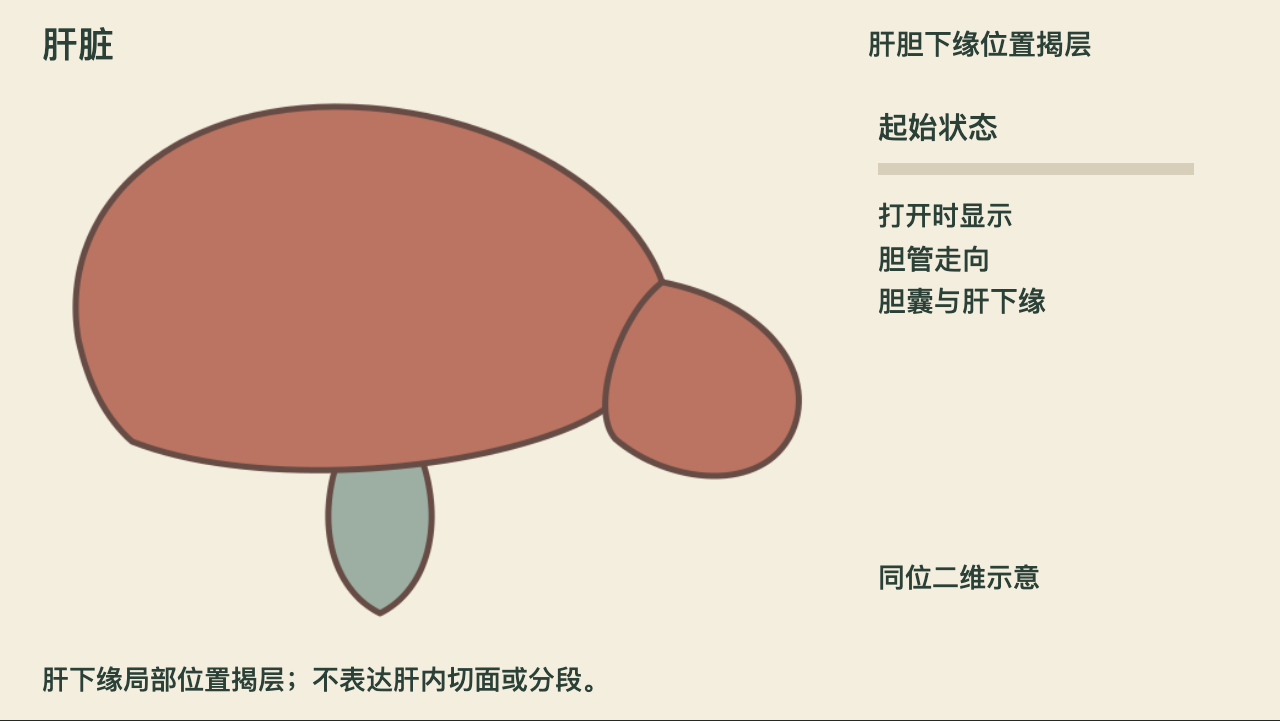 肝脏
肝胆下缘位置揭层
起始状态
打开时显示
胆管走向
胆囊与肝下缘
同位二维示意
肝下缘局部位置揭层；不表达肝内切面或分段。